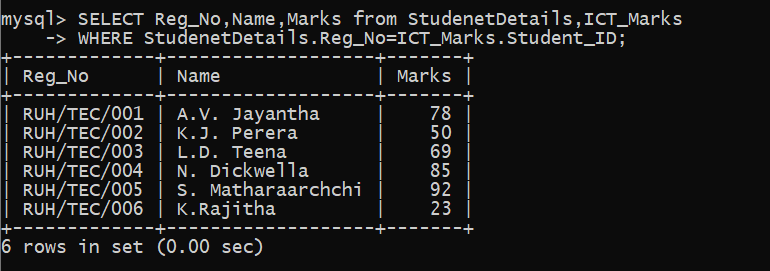 mysql> SELECT Reg_No,Name,Marks from StudenetDetails,ICT_Marks
    -> WHERE StudenetDetails.Reg_No=ICT_Marks.Student_ID;
+-------------+-------------------+-------+
| Reg_No      | Name              | Marks |
+-------------+-------------------+-------+
| RUH/TEC/001 | A.V. Jayantha     |    78 |
| RUH/TEC/002 | K.J. Perera       |    50 |
| RUH/TEC/003 | L.D. Teena        |    69 |
| RUH/TEC/004 | N. Dickwella      |    85 |
| RUH/TEC/005 | S. Matharaarchchi |    92 |
| RUH/TEC/006 | K.Rajitha         |    23 |
+-------------+-------------------+-------+
6 rows in set (0.00 sec)